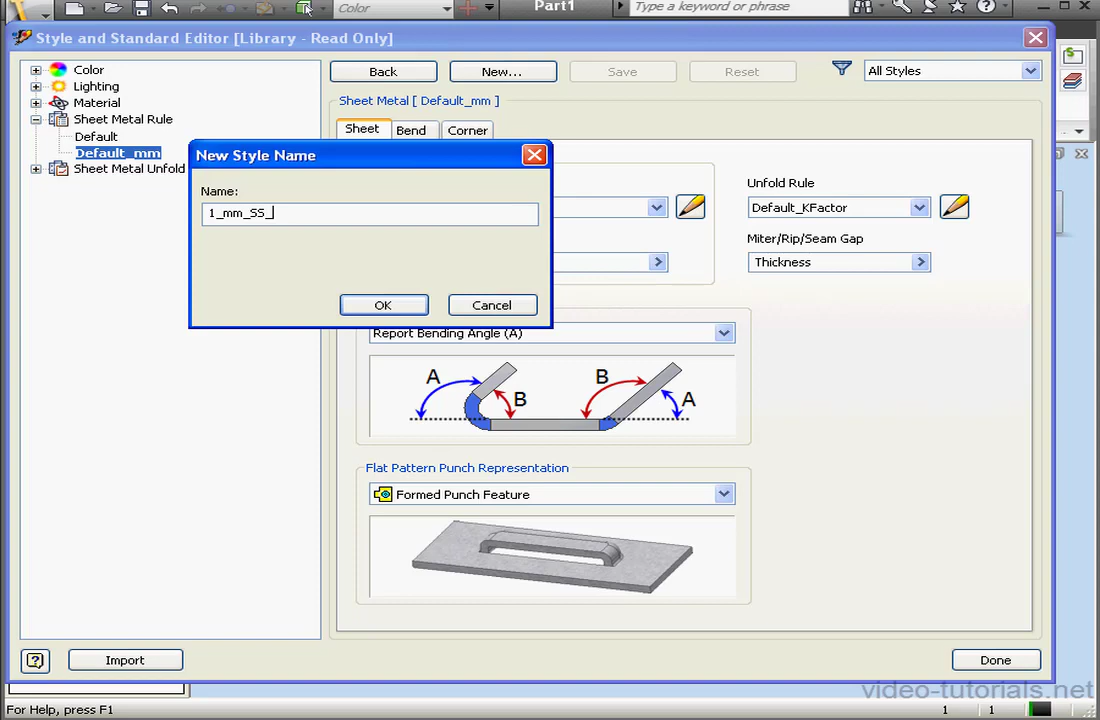 Color
Part1
Type a keyword or phrase
Style and Standard Editor [Library - Read Only]
Color
Lighting
Material
Sheet Metal Rule
Default
Default_mm
Sheet Metal Unfold
Back
New...
Save
Reset
All Styles
Sheet Metal [ Default_mm ]
Sheet
Bend
Corner
New Style Name
Name:
1_mm_SS_
OK
Cancel
Unfold Rule
Default_KFactor
Miter/Rip/Seam Gap
Thickness
Report Bending Angle (A)
A
B
B
A
Flat Pattern Punch Representation
Formed Punch Feature
Import
Done
video-tutorials.net
For Help, press F1
1
1